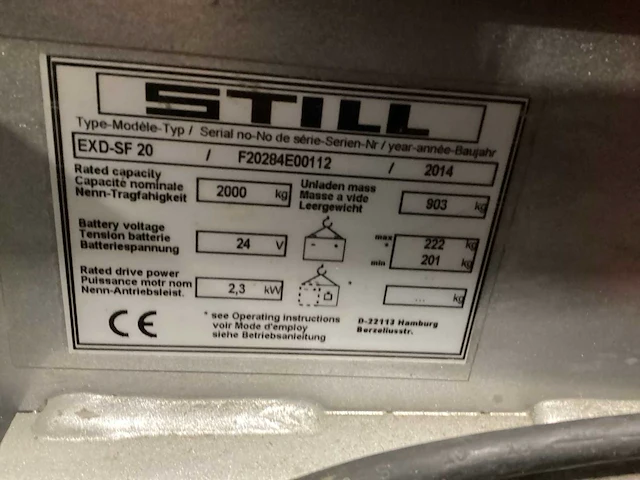 STILL
Type-Modèle-Typ / Serial no-No de série-Serien-Nr / year-année-Baujahr
EXD-SF 20 / F20284E00112 / 2014
Rated capacity
Capacité nominale
Nenn-Tragfähigkeit
2000 kg
Unladen mass
Masse a vide
Leergewicht
903 kg
Battery voltage
Tension batterie
Batteriespannung
24 V
max 222 kg
*
min 201 kg
Rated drive power
Puissance motr nom
Nenn-Antriebsleist.
2,3 kW
*
... kg
CE
* see Operating instructions
voir Mode d'employ
siehe Betriebsanleitung
D-22113 Hamburg
Berzeliusstr.